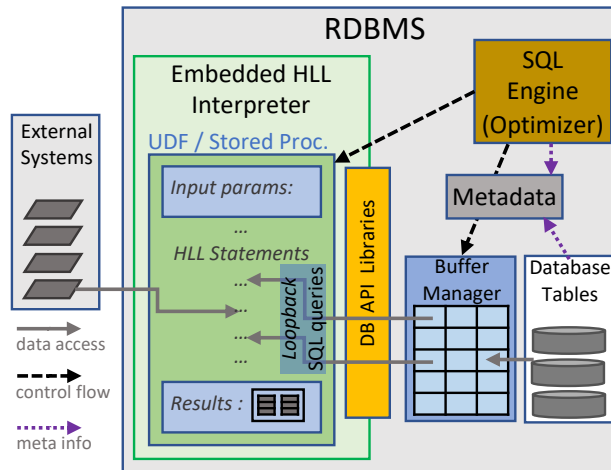 RDBMS
Embedded HLL
Interpreter
SQL
Engine
(Optimizer)
External
Systems
UDF / Stored Proc.
Input params:
...
HLL Statements
...
...
...
...
Loopback
SQL queries
DB API Libraries
Metadata
Buffer
Manager
Database
Tables
Results :
data access
control flow
meta info